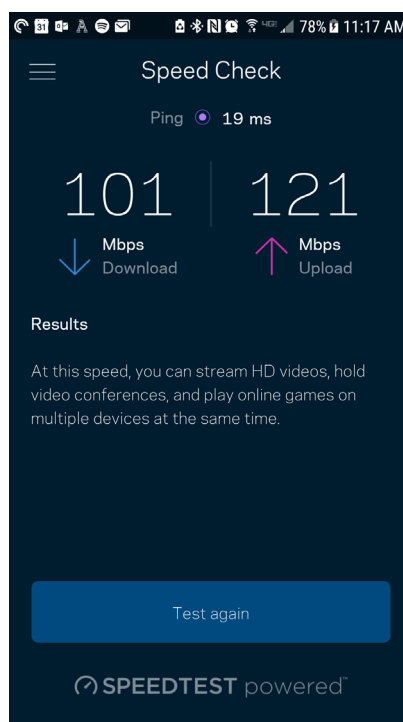 31 78% 11:17 AM
Speed Check
Ping 19 ms
101 121
Mbps Mbps
Download Upload
Results
At this speed, you can stream HD videos, hold
video conferences, and play online games on
multiple devices at the same time.
Test again
SPEEDTEST powered™